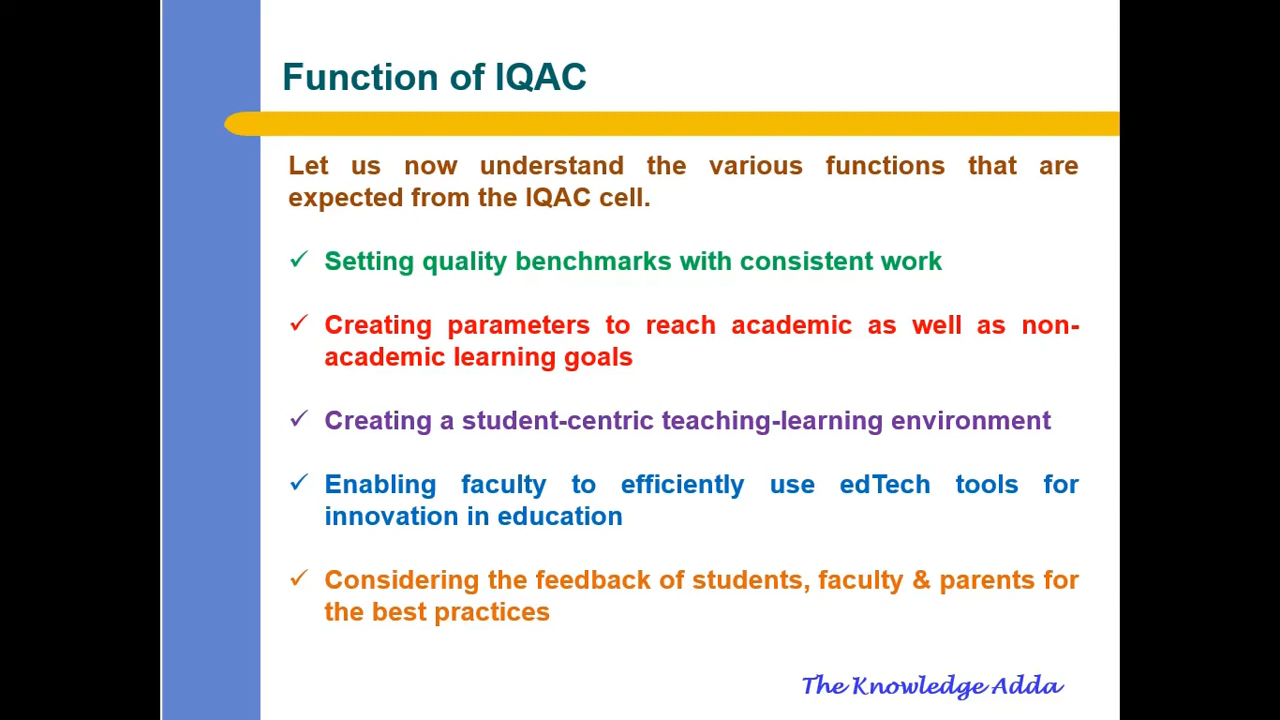 Function of IQAC
Let us now understand the various functions that are
expected from the IQAC cell.
✓ Setting quality benchmarks with consistent work
✓ Creating parameters to reach academic as well as non-
academic learning goals
✓ Creating a student-centric teaching-learning environment
✓ Enabling faculty to efficiently use edTech tools for
innovation in education
✓ Considering the feedback of students, faculty & parents for
the best practices
The Knowledge Adda